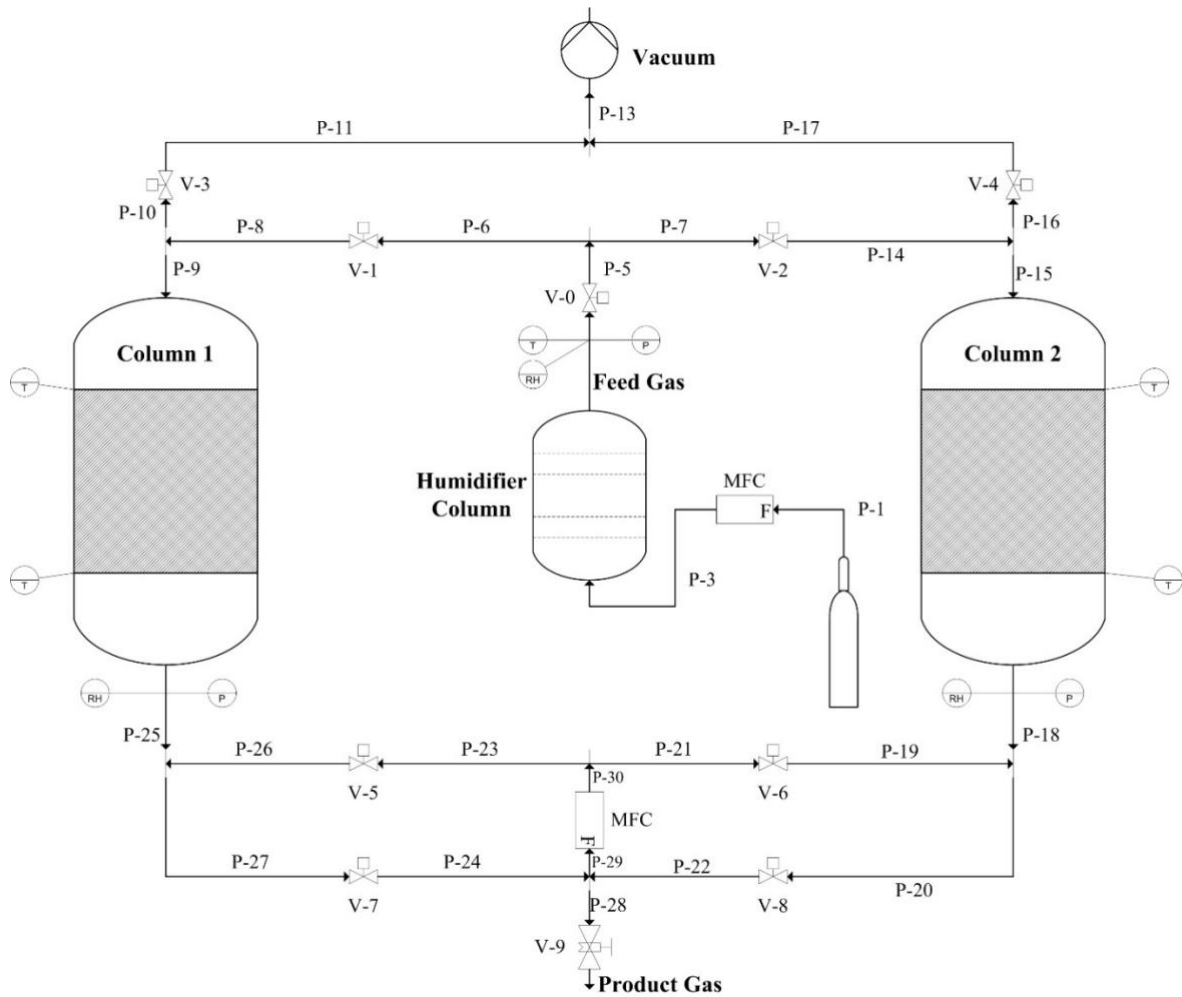 Vacuum
P-13
P-11
P-17
V-3
V-4
P-10
P-16
P-8
P-6
P-7
P-14
V-1
V-2
P-9
P-5
P-15
V-0
T
P
RH
Column 1
Feed Gas
Column 2
T
T
Humidifier
Column
MFC
F
P-1
T
P-3
T
RH
P
RH
P
P-25
P-18
P-26
P-23
P-21
P-19
P-30
V-5
V-6
MFC
F
P-27
P-24
P-29
P-22
P-20
V-7
V-8
P-28
V-9
Product Gas